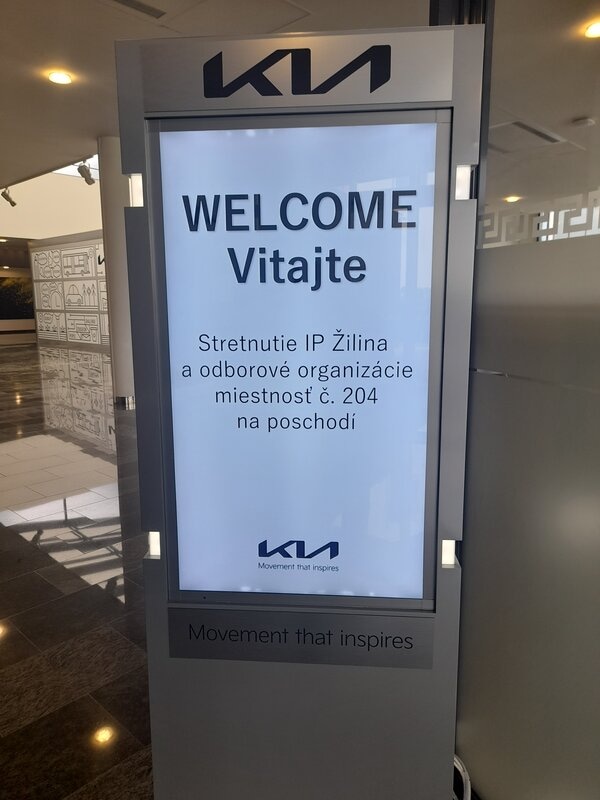 KIA
WELCOME
Vitajte
Stretnutie IP Žilina
a odborové organizácie
miestnosť č. 204
na poschodí
KIA
Movement that inspires
Movement that inspires